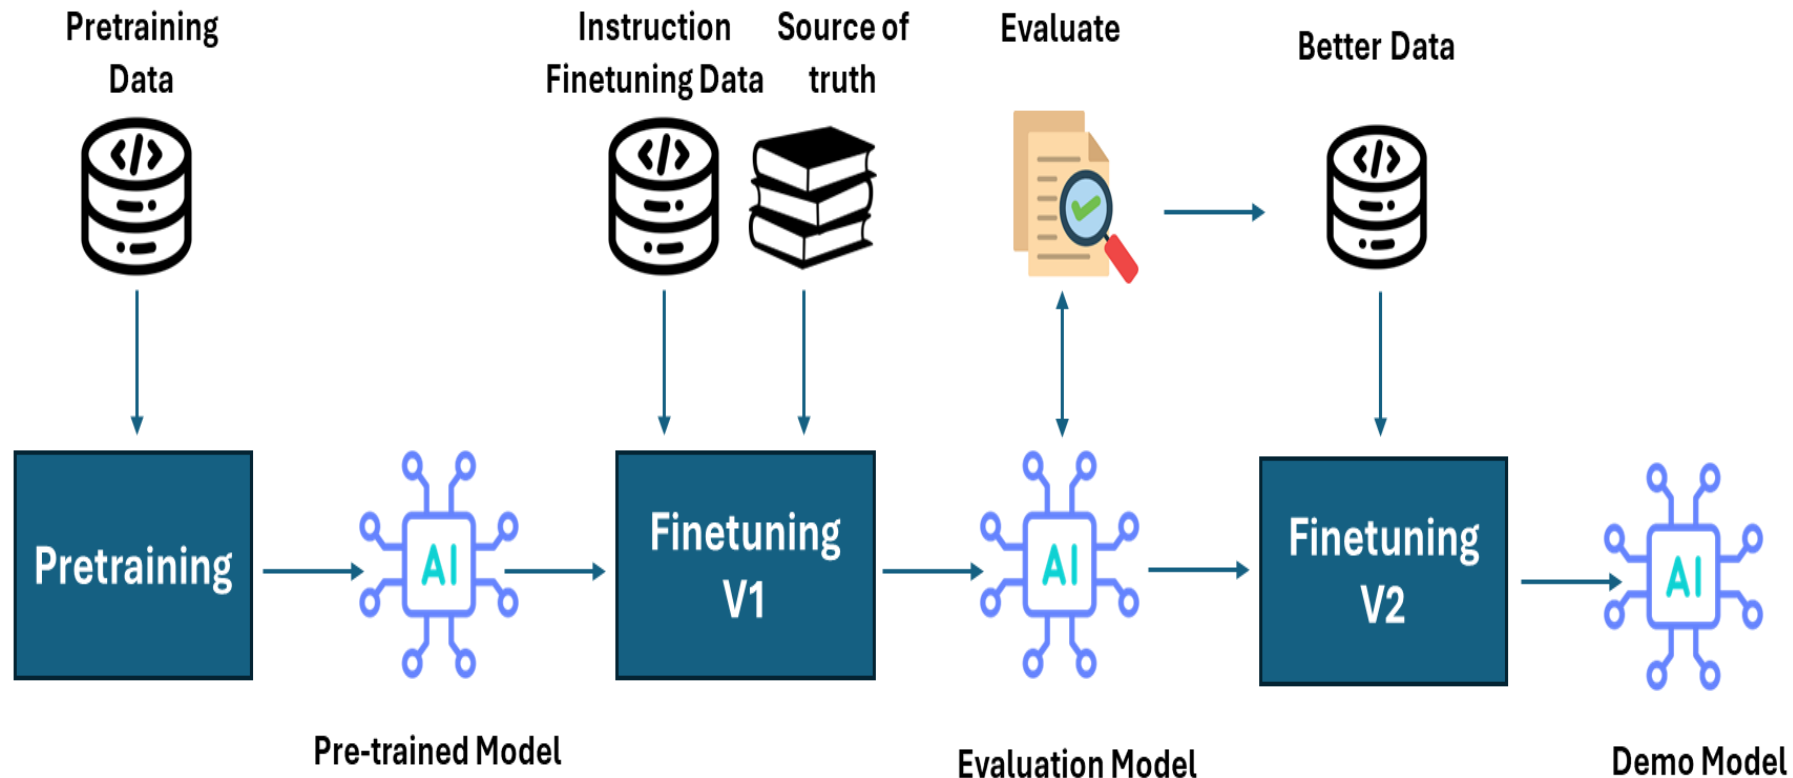 Pretraining
Data
Instruction
Finetuning Data
Source of
truth
Evaluate
Better Data
</>
</>
</>
Pretraining
AI
Finetuning
V1
AI
Finetuning
V2
AI
Pre-trained Model
Evaluation Model
Demo Model